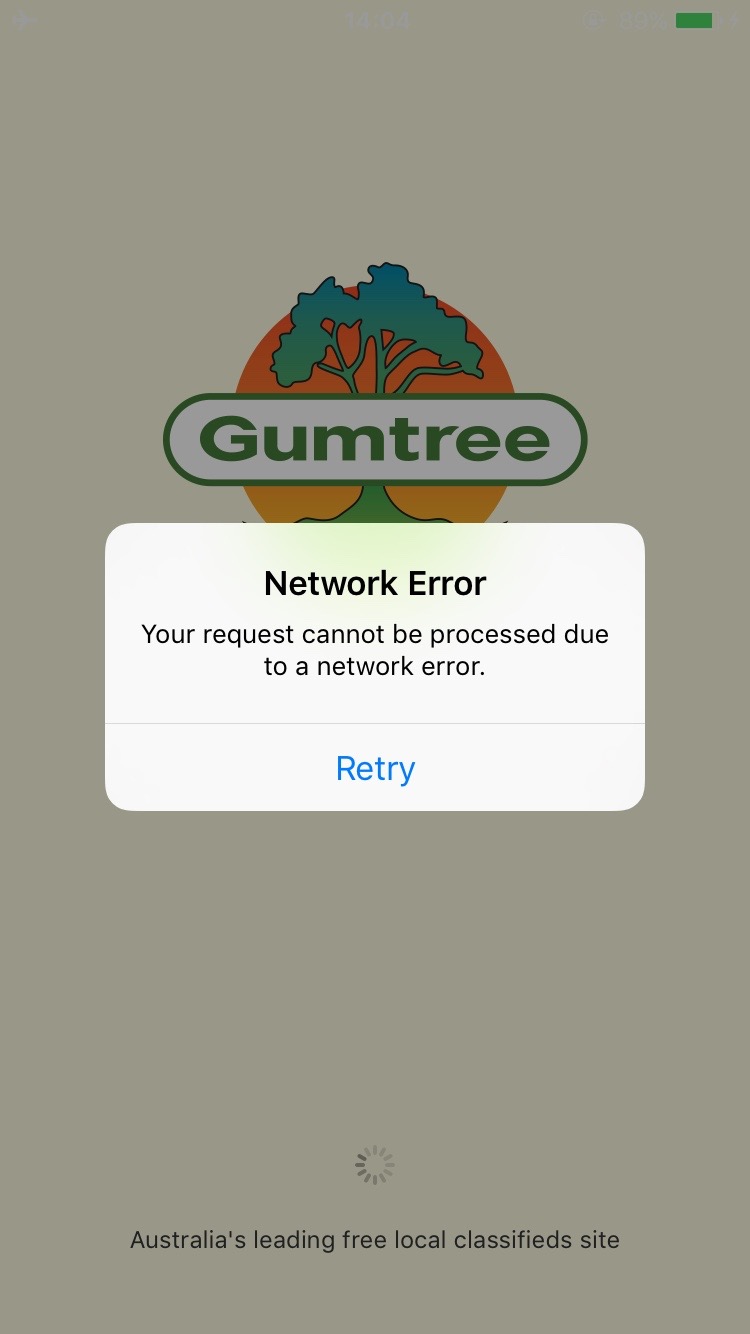 14:04
89%
Gumtree
Network Error
Your request cannot be processed due
to a network error.
Retry
Australia's leading free local classifieds site